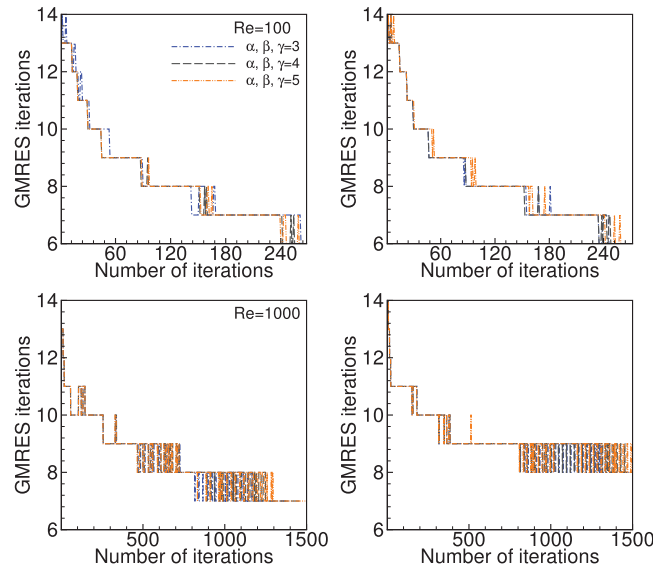 Re=100
α, β, γ=3
α, β, γ=4
α, β, γ=5
GMRES iterations
14
12
10
8
6
60 120 180 240
Number of iterations
GMRES iterations
14
12
10
8
6
60 120 180 240
Number of iterations
Re=1000
GMRES iterations
14
12
10
8
6
500 1000 1500
Number of iterations
GMRES iterations
14
12
10
8
6
500 1000 1500
Number of iterations